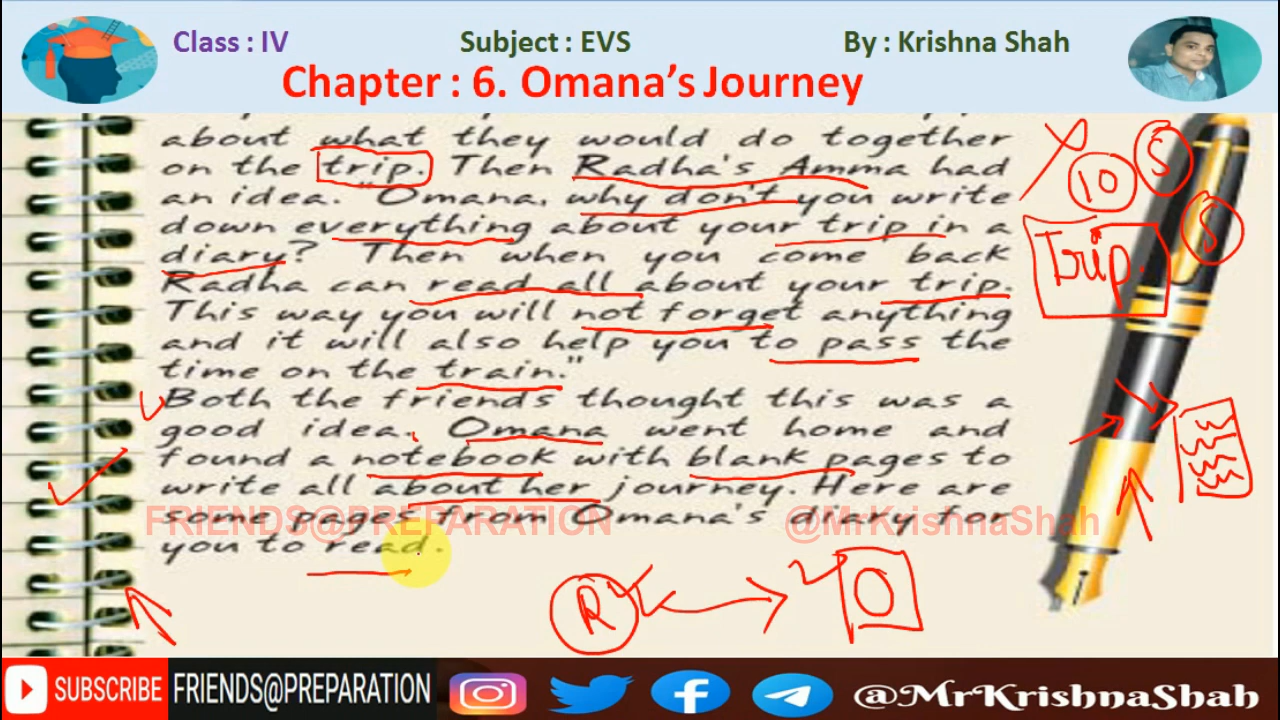 Class : IV
Subject : EVS
By : Krishna Shah
Chapter : 6. Omana's Journey
about what they would do together
on the trip. Then Radha's Amma had
an idea. "Omana, why don't you write
down everything about your trip in a
diary? Then when you come back
Radha can read all about your trip.
This way you will not forget anything
and it will also help you to pass the
time on the train."
Both the friends thought this was a
good idea. Omana went home and
found a notebook with blank pages to
write all about her journey. Here are
some pages from Omana's diary for
you to read.
10
Trip.
R
O
FRIENDS@PREPARATION
@MrKrishnaShah
SUBSCRIBE
FRIENDS@PREPARATION
@MrKrishnaShah